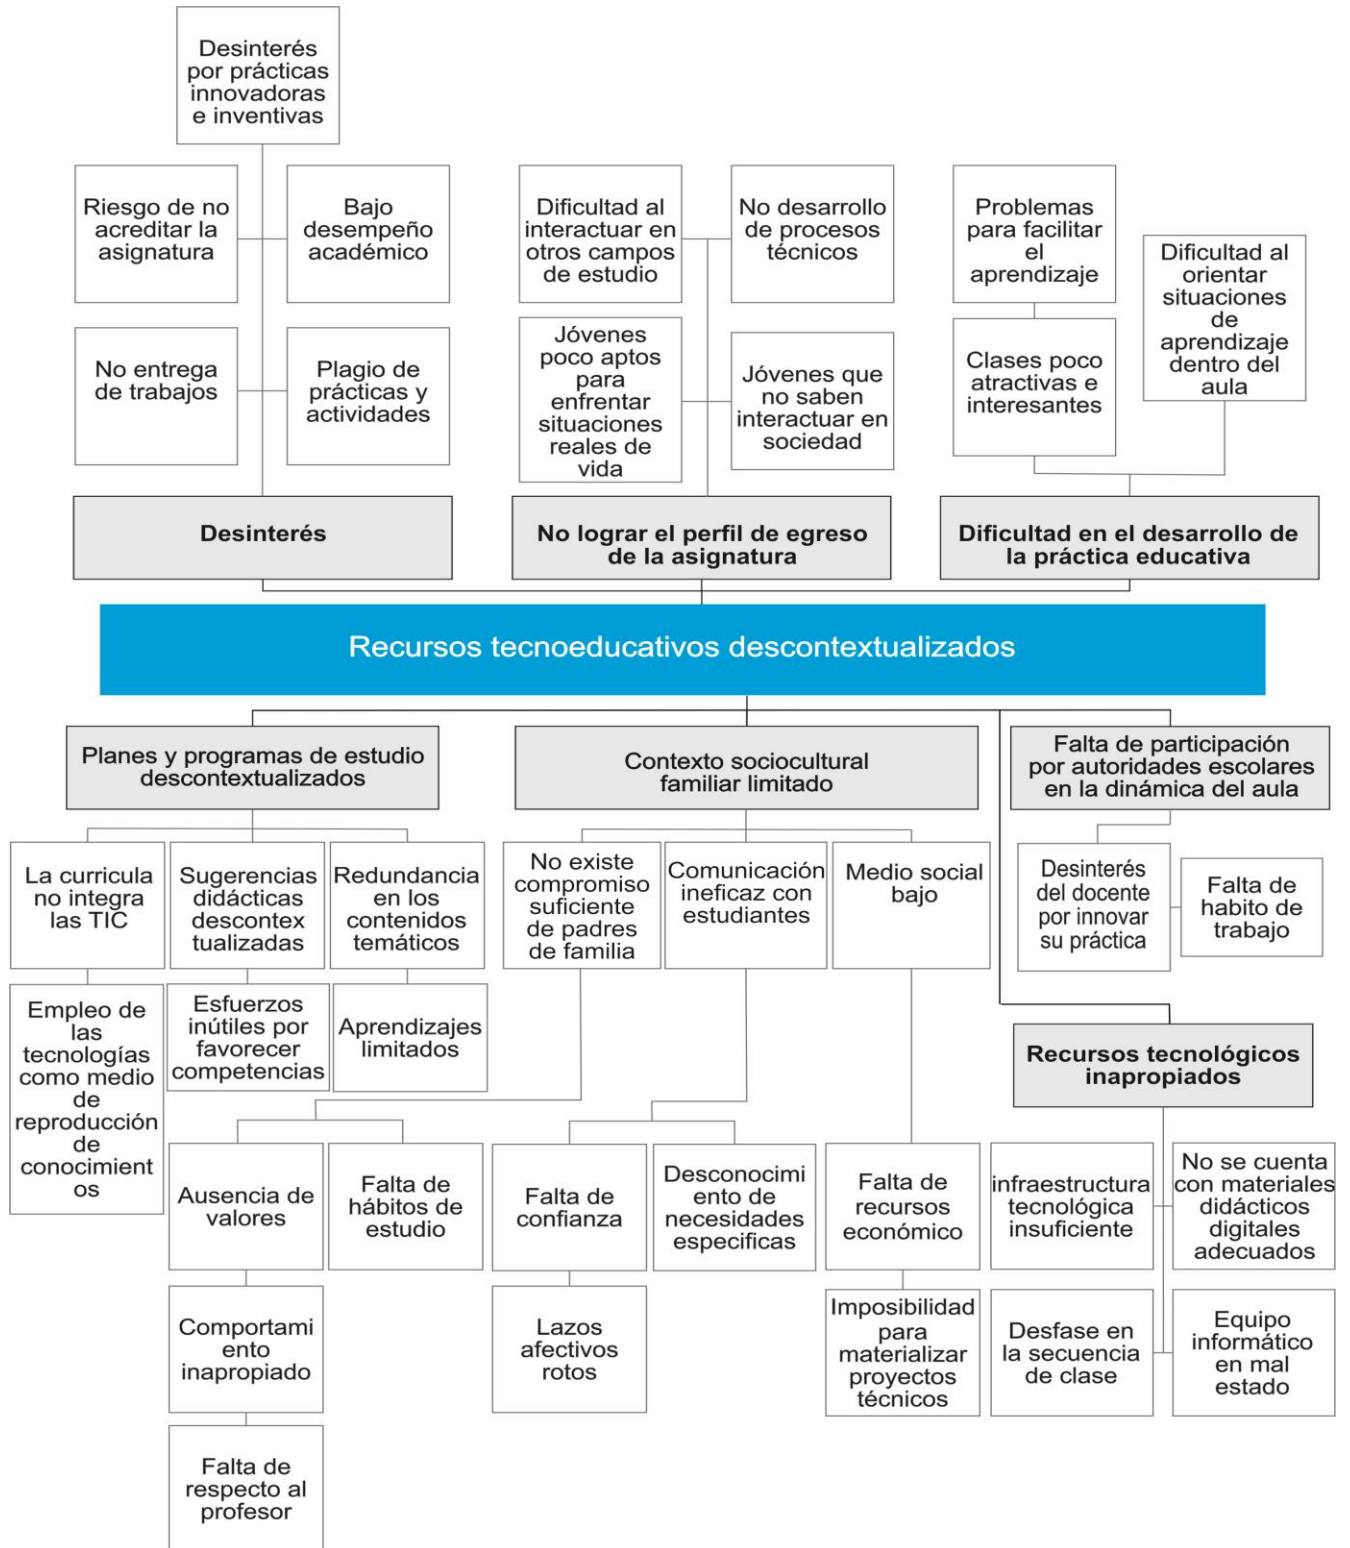 Desinterés
por prácticas
innovadoras
e inventivas
Riesgo de no
acreditar la
asignatura
Bajo
desempeño
académico
No entrega
de trabajos
Plagio de
prácticas y
actividades
Dificultad al
interactuar en
otros campos
de estudio
No desarrollo
de procesos
técnicos
Jóvenes
poco aptos
para
enfrentar
situaciones
reales de
vida
Jóvenes que
no saben
interactuar en
sociedad
Problemas
para facilitar
el
aprendizaje
Clases poco
atractivas e
interesantes
Dificultad al
orientar
situaciones
de
aprendizaje
dentro del
aula
Desinterés
No lograr el perfil de egreso
de la asignatura
Dificultad en el desarrollo de
la práctica educativa
Recursos tecnoeducativos descontextualizados
Planes y programas de estudio
descontextualizados
Contexto sociocultural
familiar limitado
Falta de participación
por autoridades escolares
en la dinámica del aula
La curricula
no integra
las TIC
Sugerencias
didácticas
descontex
tualizadas
Redundancia
en los
contenidos
temáticos
No existe
compromiso
suficiente
de padres
de familia
Comunicación
ineficaz con
estudiantes
Medio social
bajo
Desinterés
del docente
por innovar
su práctica
Falta de
habito de
trabajo
Empleo de
las
tecnologías
como medio
de
reproducción
de
conocimient
os
Esfuerzos
inútiles por
favorecer
competencias
Aprendizajes
limitados
Recursos tecnológicos
inapropiados
Ausencia de
valores
Falta de
hábitos de
estudio
Falta de
confianza
Desconocimi
ento de
necesidades
especificas
Falta de
recursos
económico
infraestructura
tecnológica
insuficiente
No se cuenta
con materiales
didácticos
digitales
adecuados
Comportami
ento
inapropiado
Lazos
afectivos
rotos
Imposibilidad
para
materializar
proyectos
técnicos
Desfase en
la secuencia
de clase
Equipo
informático
en mal
estado
Falta de
respecto al
profesor